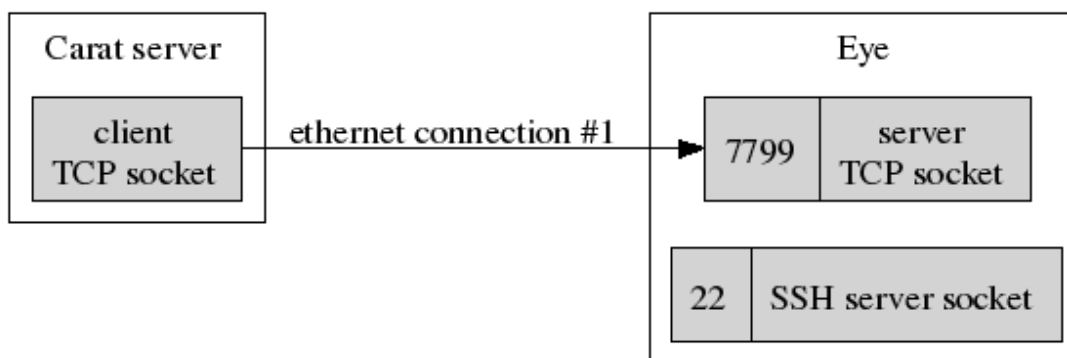 Carat server
client
TCP socket
ethernet connection #1
Eye
7799
server
TCP socket
22
SSH server socket